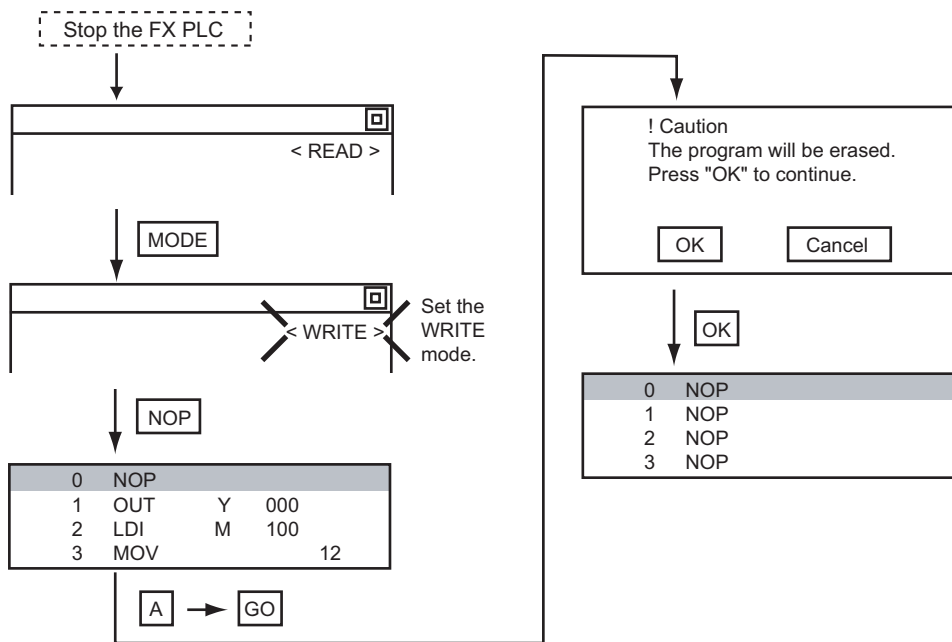 Stop the FX PLC
< READ >
MODE
< WRITE >
Set the
WRITE
mode.
NOP
0 NOP
1 OUT Y 000
2 LDI M 100
3 MOV 12
A GO
! Caution
The program will be erased.
Press "OK" to continue.
OK Cancel
OK
0 NOP
1 NOP
2 NOP
3 NOP